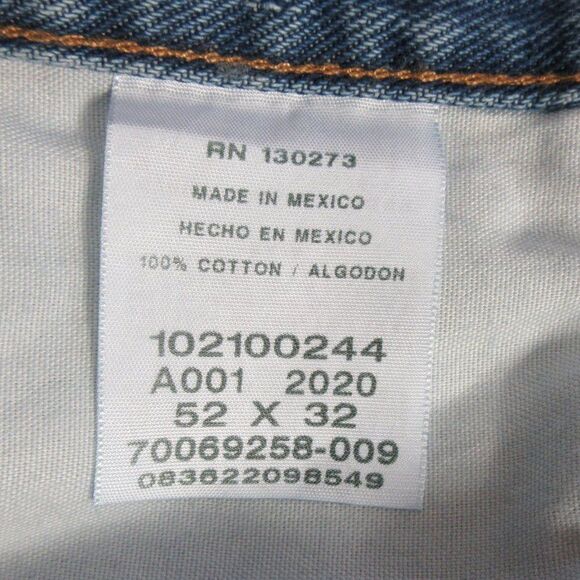 RN 130273
MADE IN MEXICO
HECHO EN MEXICO
100% COTTON / ALGODON
102100244
A001 2020
52 X 32
70069258-009
083622098549